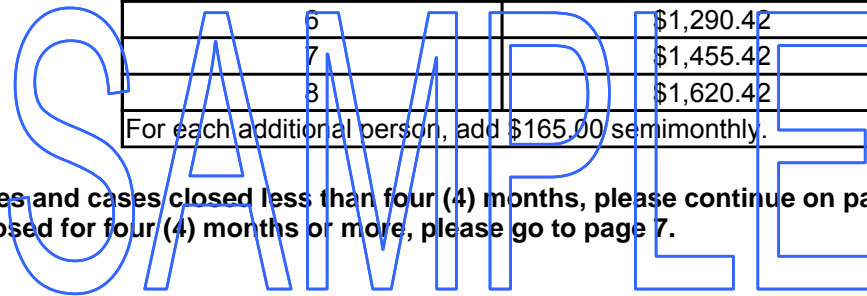 6 $1,290.42
7 $1,455.42
8 $1,620.42
For each additional person, add $165.00 semimonthly.
es and cases closed less than four (4) months, please continue on pa
osed for four (4) months or more, please go to page 7.
SAMPLE